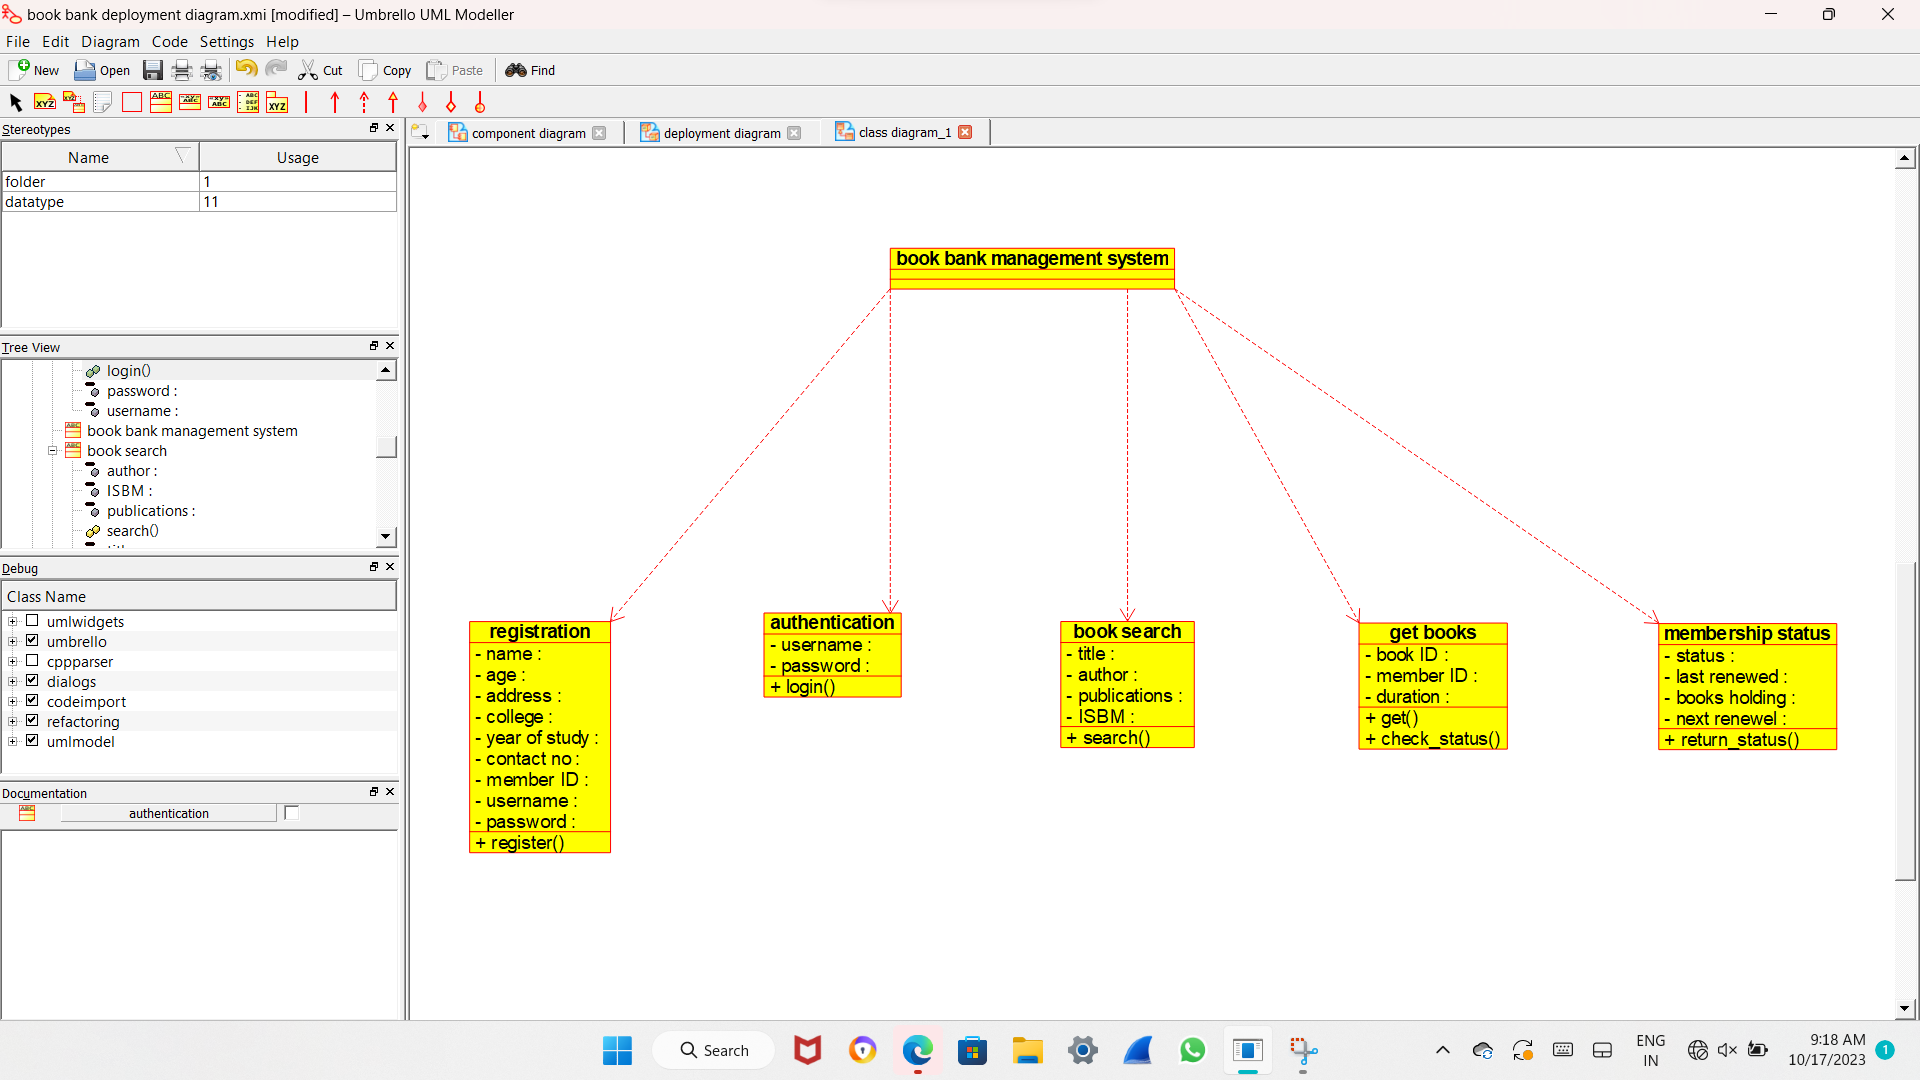 book bank deployment diagram.xmi [modified] – Umbrello UML Modeller
File Edit Diagram Code Settings Help
New Open Cut Copy Paste Find
Stereotypes
Name Usage
folder 1
datatype 11
Tree View
login()
password :
username :
book bank management system
book search
author :
ISBM :
publications :
search()
Debug
Class Name
umlwidgets
umbrello
cppparser
dialogs
codeimport
refactoring
umlmodel
Documentation
authentication
component diagram deployment diagram class diagram_1
book bank management system
registration
- name :
- age :
- address :
- college :
- year of study :
- contact no :
- member ID :
- username :
- password :
+ register()
authentication
- username :
- password :
+ login()
book search
- title :
- author :
- publications :
- ISBM :
+ search()
get books
- book ID :
- member ID :
- duration :
+ get()
+ check_status()
membership status
- status :
- last renewed :
- books holding :
- next renewel :
+ return_status()
Search
ENG
IN
9:18 AM
10/17/2023
1